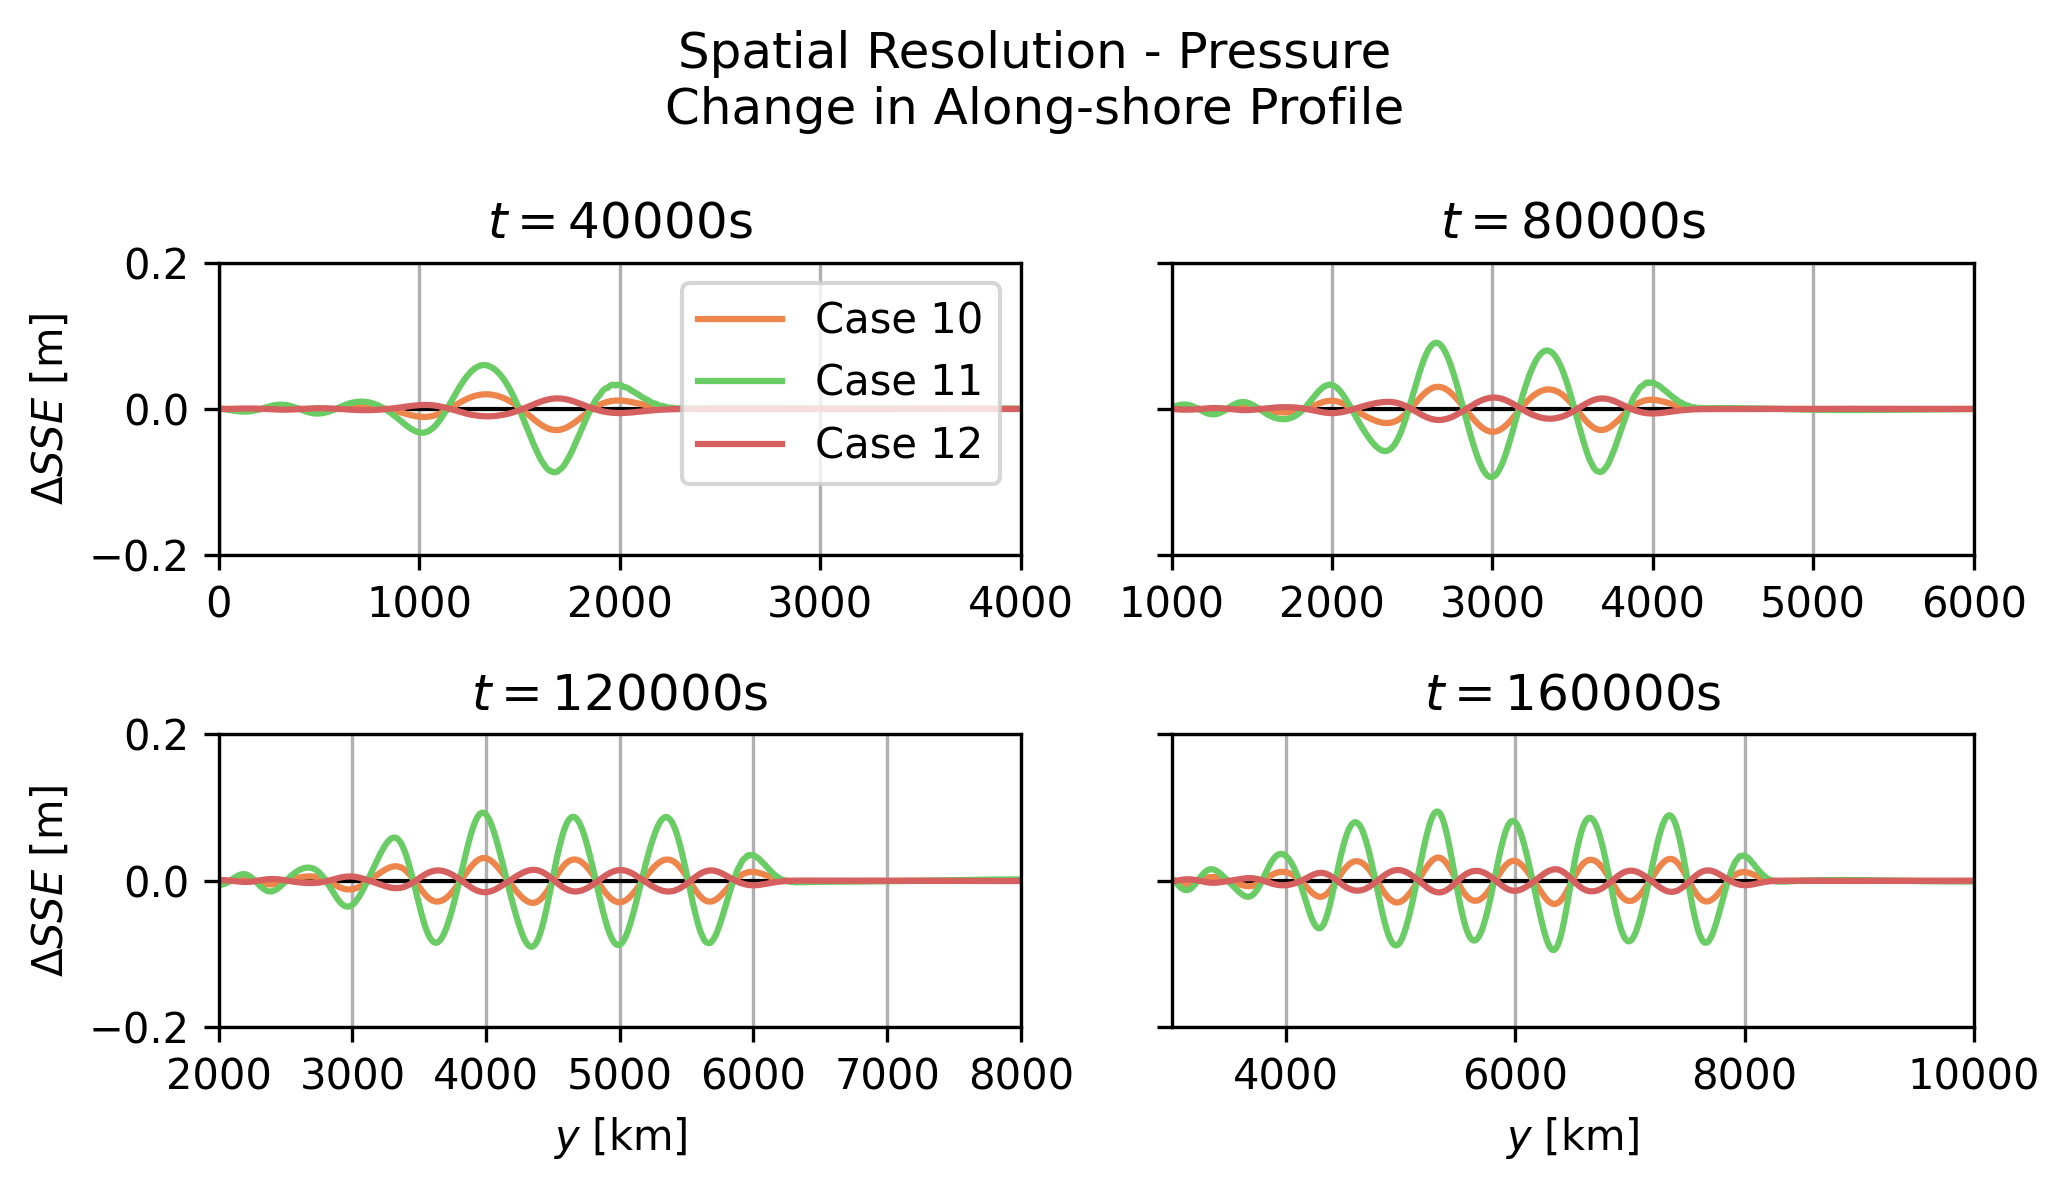 Spatial Resolution - Pressure
Change in Along-shore Profile
t = 40000s
t = 80000s
ΔSSE [m]
0.2
0.0
−0.2
Case 10
Case 11
Case 12
0 1000 2000 3000 4000
1000 2000 3000 4000 5000 6000
t = 120000s
t = 160000s
ΔSSE [m]
0.2
0.0
−0.2
2000 3000 4000 5000 6000 7000 8000
4000 6000 8000 10000
y [km]
y [km]